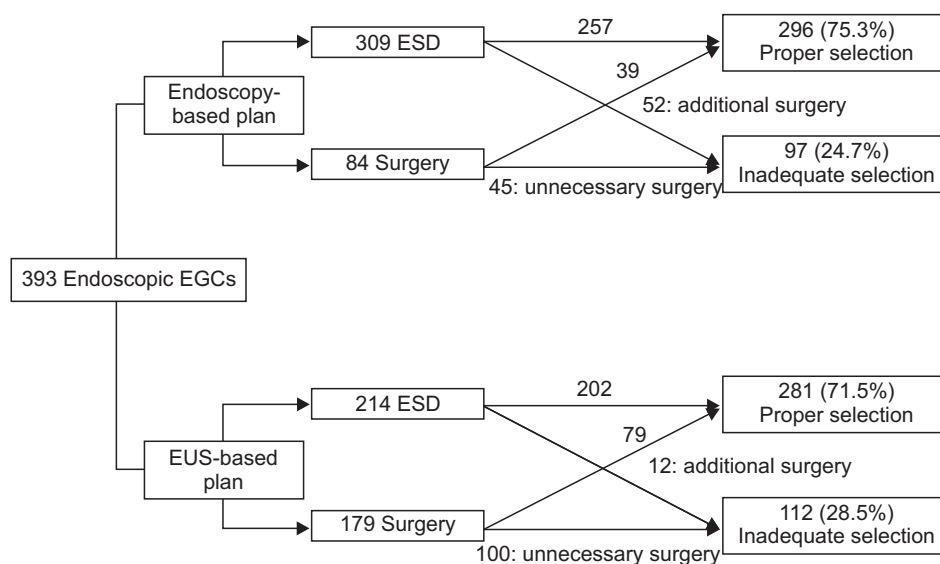 309 ESD
257
296 (75.3%)
Proper selection
39
Endoscopy-
based plan
52: additional surgery
84 Surgery
97 (24.7%)
Inadequate selection
45: unnecessary surgery
393 Endoscopic EGCs
214 ESD
202
281 (71.5%)
Proper selection
79
EUS-based
plan
12: additional surgery
179 Surgery
112 (28.5%)
Inadequate selection
100: unnecessary surgery